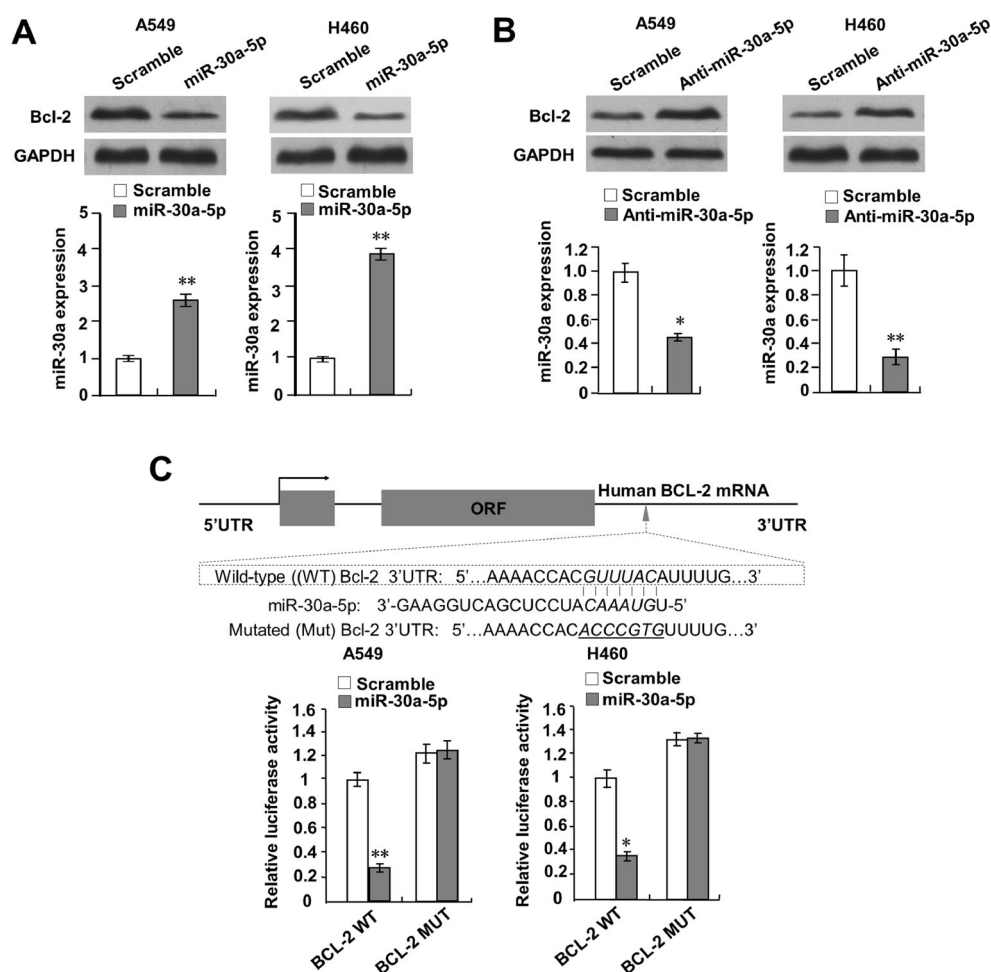 A
A549
H460
Scramble
miR-30a-5p
Scramble
miR-30a-5p
Bcl-2
GAPDH
Scramble
miR-30a-5p
Scramble
miR-30a-5p
miR-30a expression
5
4
3
2
1
0
**
miR-30a expression
5
4
3
2
1
0
**
B
A549
H460
Scramble
Anti-miR-30a-5p
Scramble
Anti-miR-30a-5p
Bcl-2
GAPDH
Scramble
Anti-miR-30a-5p
Scramble
Anti-miR-30a-5p
miR-30a expression
1.2
1.0
0.8
0.6
0.4
0.2
0
*
miR-30a expression
1.2
1.0
0.8
0.6
0.4
0.2
0
**
C
Human BCL-2 mRNA
ORF
5'UTR
3'UTR
Wild-type ((WT) Bcl-2 3'UTR: 5'...AAAACCACGUUUACAUUUUG...3'
miR-30a-5p: 3'-GAAGGUCAGCUCCUACAAAUGU-5'
Mutated (Mut) Bcl-2 3'UTR: 5'...AAAACCACACCCGTGUUUUG...3'
A549
H460
Scramble
miR-30a-5p
Scramble
miR-30a-5p
Relative luciferase activity
1.6
1.4
1.2
1
0.8
0.6
0.4
0.2
0
**
BCL-2 WT
BCL-2 MUT
Relative luciferase activity
1.6
1.4
1.2
1
0.8
0.6
0.4
0.2
0
*
BCL-2 WT
BCL-2 MUT